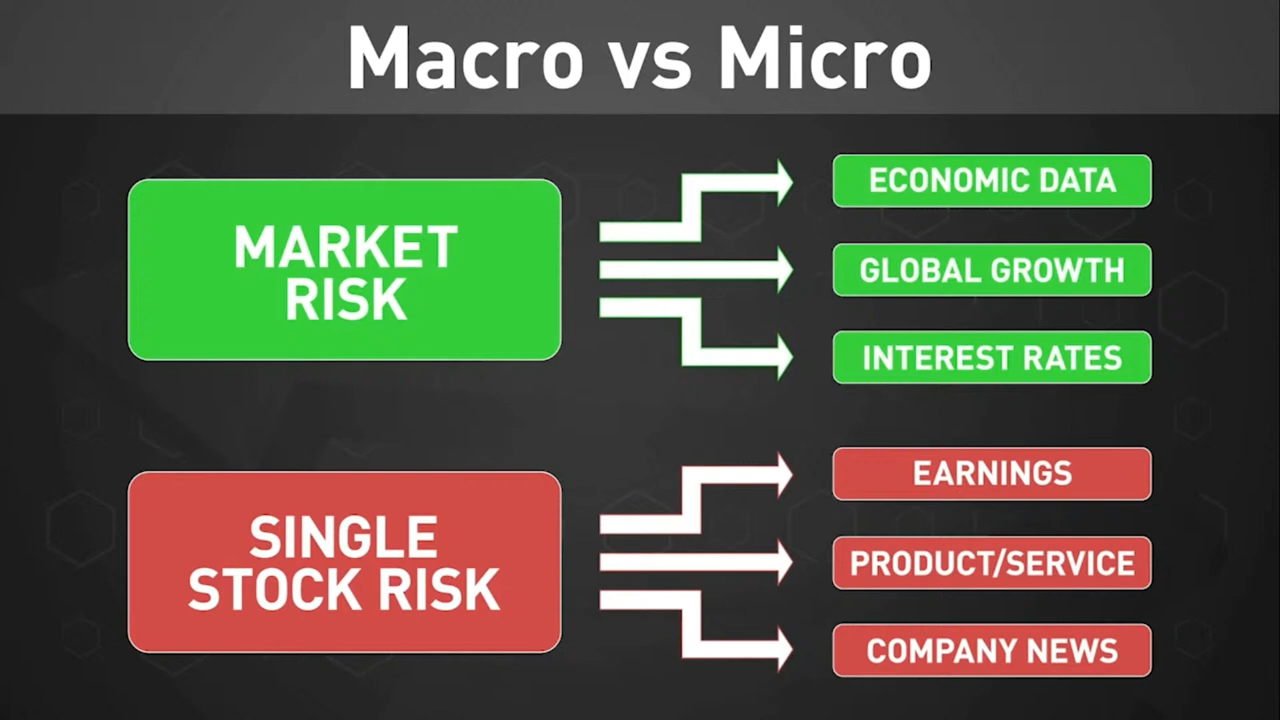 Macro vs Micro
MARKET
RISK
ECONOMIC DATA
GLOBAL GROWTH
INTEREST RATES
SINGLE
STOCK RISK
EARNINGS
PRODUCT/SERVICE
COMPANY NEWS